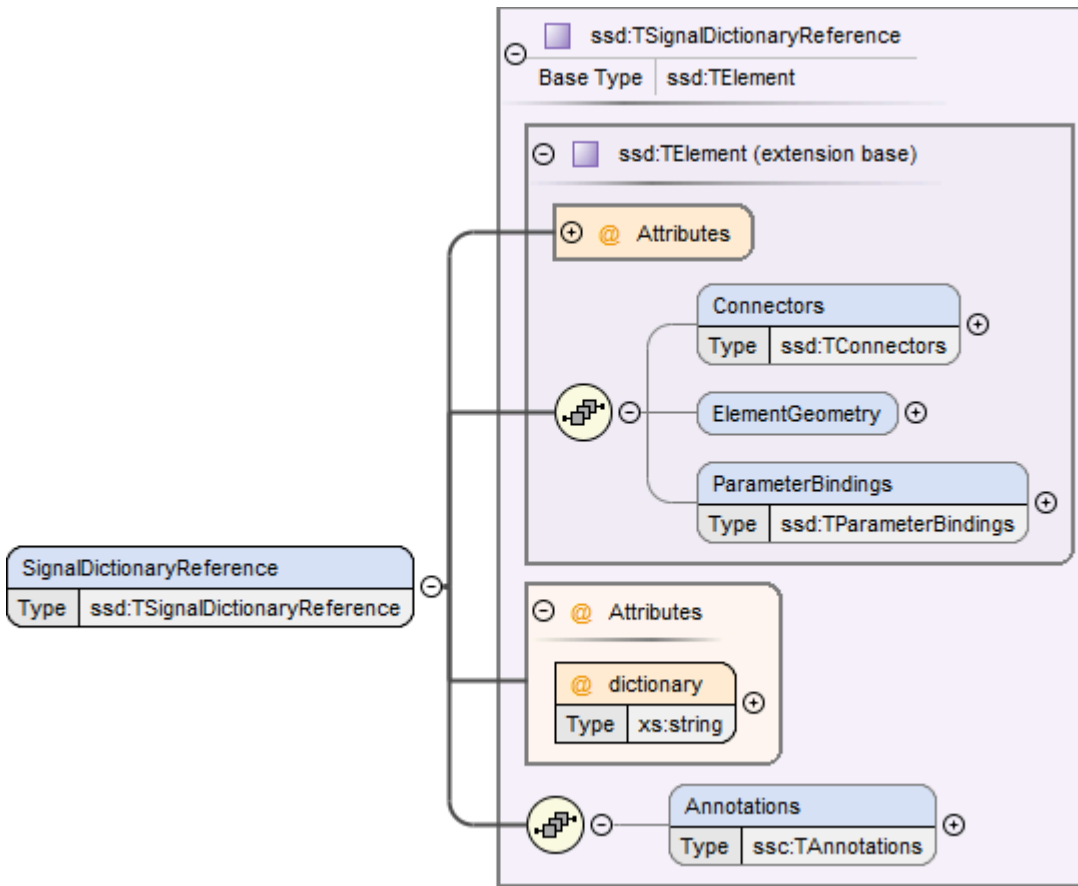 ssd:TSignalDictionaryReference
Base Type ssd:TElement
ssd:TElement (extension base)
@ Attributes
Connectors
Type ssd:TConnectors
ElementGeometry
ParameterBindings
Type ssd:TParameterBindings
SignalDictionaryReference
Type ssd:TSignalDictionaryReference
@ Attributes
@ dictionary
Type xs:string
Annotations
Type ssc:TAnnotations